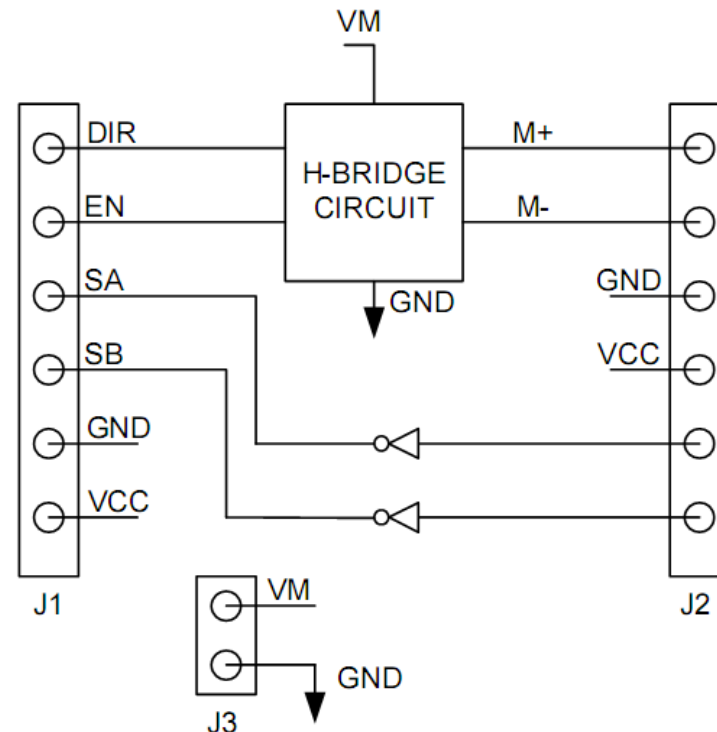 VM
DIR
M+
H-BRIDGE
CIRCUIT
EN
M-
SA
GND
GND
SB
VCC
GND
VCC
J1
VM
J2
GND
J3